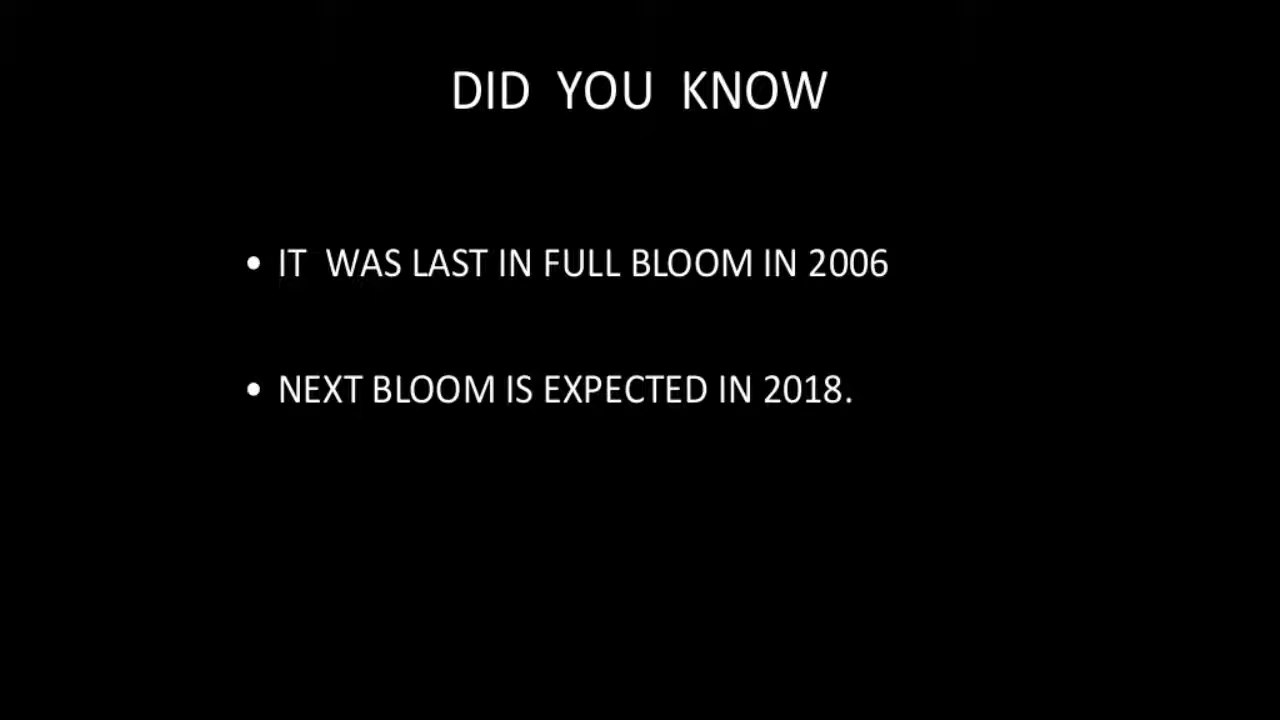 DID YOU KNOW
• IT WAS LAST IN FULL BLOOM IN 2006
• NEXT BLOOM IS EXPECTED IN 2018.